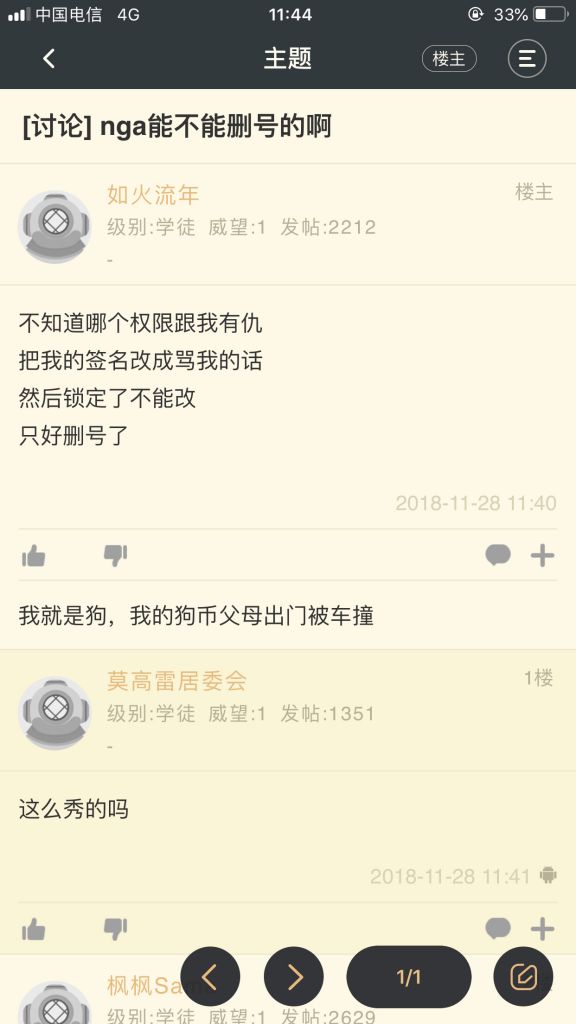 中国电信 4G 11:44 33%
主题 楼主
[讨论] nga能不能删号的啊
如火流年 楼主
级别:学徒 威望:1 发帖:2212
-
不知道哪个权限跟我有仇
把我的签名改成骂我的话
然后锁定了不能改
只好删号了
2018-11-28 11:40
我就是狗，我的狗币父母出门被车撞
莫高雷居委会 1楼
级别:学徒 威望:1 发帖:1351
-
这么秀的吗
2018-11-28 11:41
枫枫Sam
1/1
级别:学徒 威望:1 发帖:2629